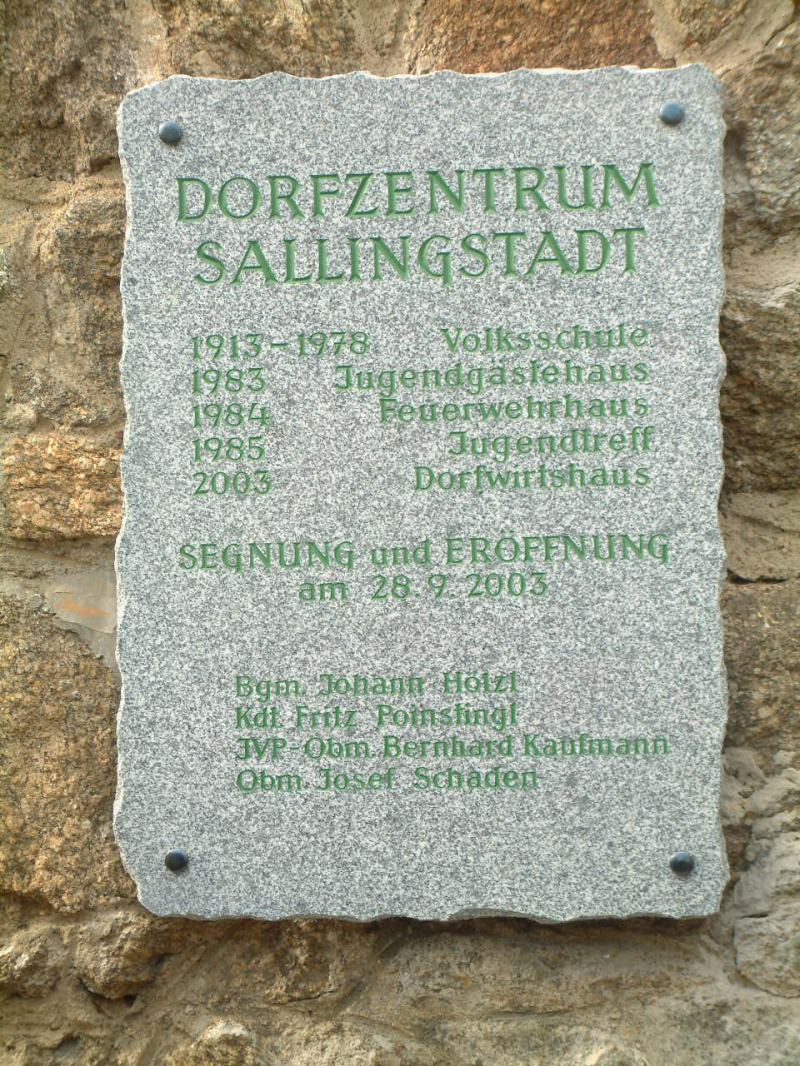 DORFZENTRUM
SALLINGSTADT
1913 - 1978 Volksschule
1983 Jugendgästehaus
1984 Feuerwehrhaus
1985 Jugendtreff
2003 Dorfwirtshaus
SEGNUNG und ERÖFFNUNG
am 28. 9. 2003
Bgm. Johann Hölzl
Kdt. Fritz Poinstingl
JVP-Obm. Bernhard Kaufmann
Obm. Josef Schaden